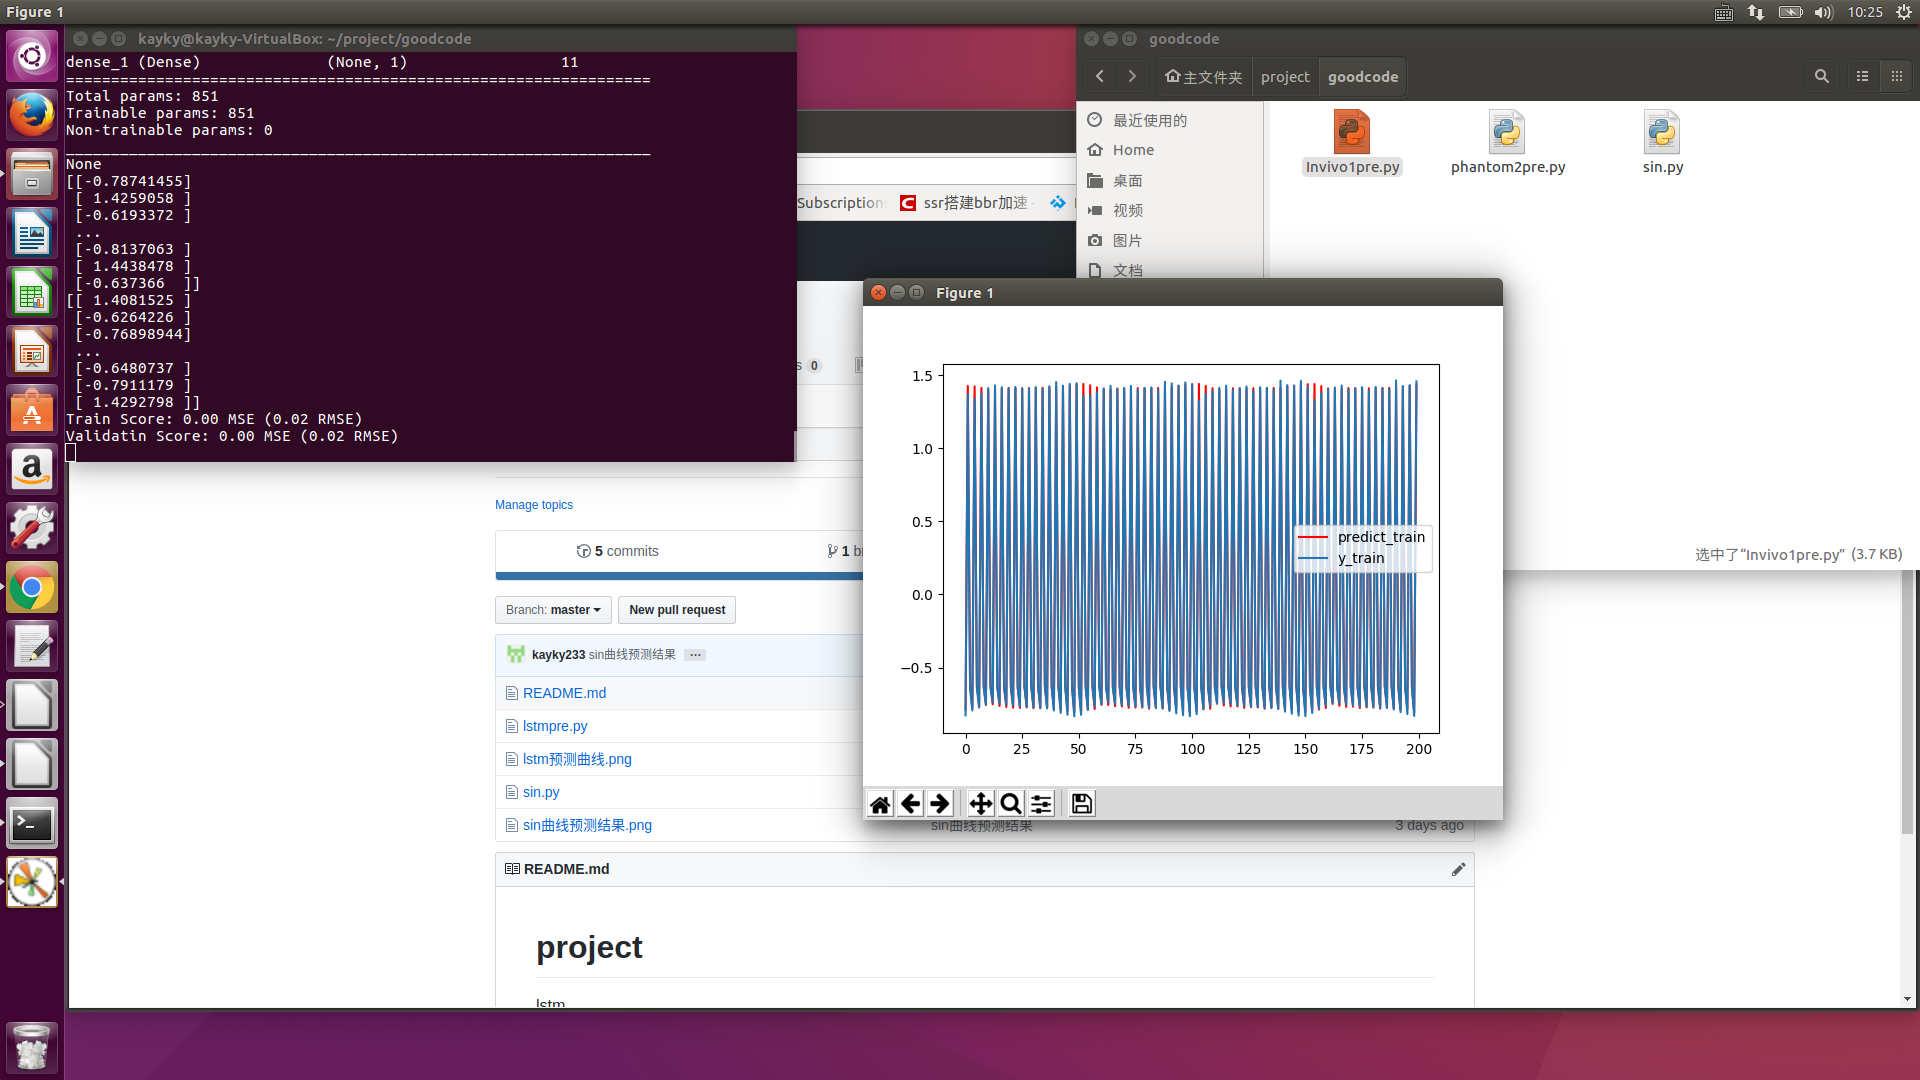 Figure 1
10:25
kayky@kayky-VirtualBox: ~/project/goodcode
dense_1 (Dense) (None, 1) 11
=================================================================
Total params: 851
Trainable params: 851
Non-trainable params: 0
_________________________________________________________________
None
[[-0.78741455]
[ 1.4259058 ]
[-0.6193372 ]
...
[-0.8137063 ]
[ 1.4438478 ]
[-0.637366  ]]
[[ 1.4081525 ]
[-0.6264226 ]
[-0.76898944]
...
[-0.6480737 ]
[-0.7911179 ]
[ 1.4292798 ]]
Train Score: 0.00 MSE (0.02 RMSE)
Validatin Score: 0.00 MSE (0.02 RMSE)
goodcode
主文件夹 project goodcode
最近使用的
Home
桌面
视频
图片
文档
Invivo1pre.py phantom2pre.py sin.py
选中了“Invivo1pre.py” (3.7 KB)
Subscription
ssr搭建bbr加速
s 0
Manage topics
5 commits
1 br
Branch: master
New pull request
kayky233 sin曲线预测结果 ...
README.md
lstmpre.py
lstm预测曲线.png
sin.py
sin曲线预测结果.png sin曲线预测结果 3 days ago
README.md
project
lstm
Figure 1
1.5
1.0
0.5
0.0
−0.5
0 25 50 75 100 125 150 175 200
predict_train
y_train